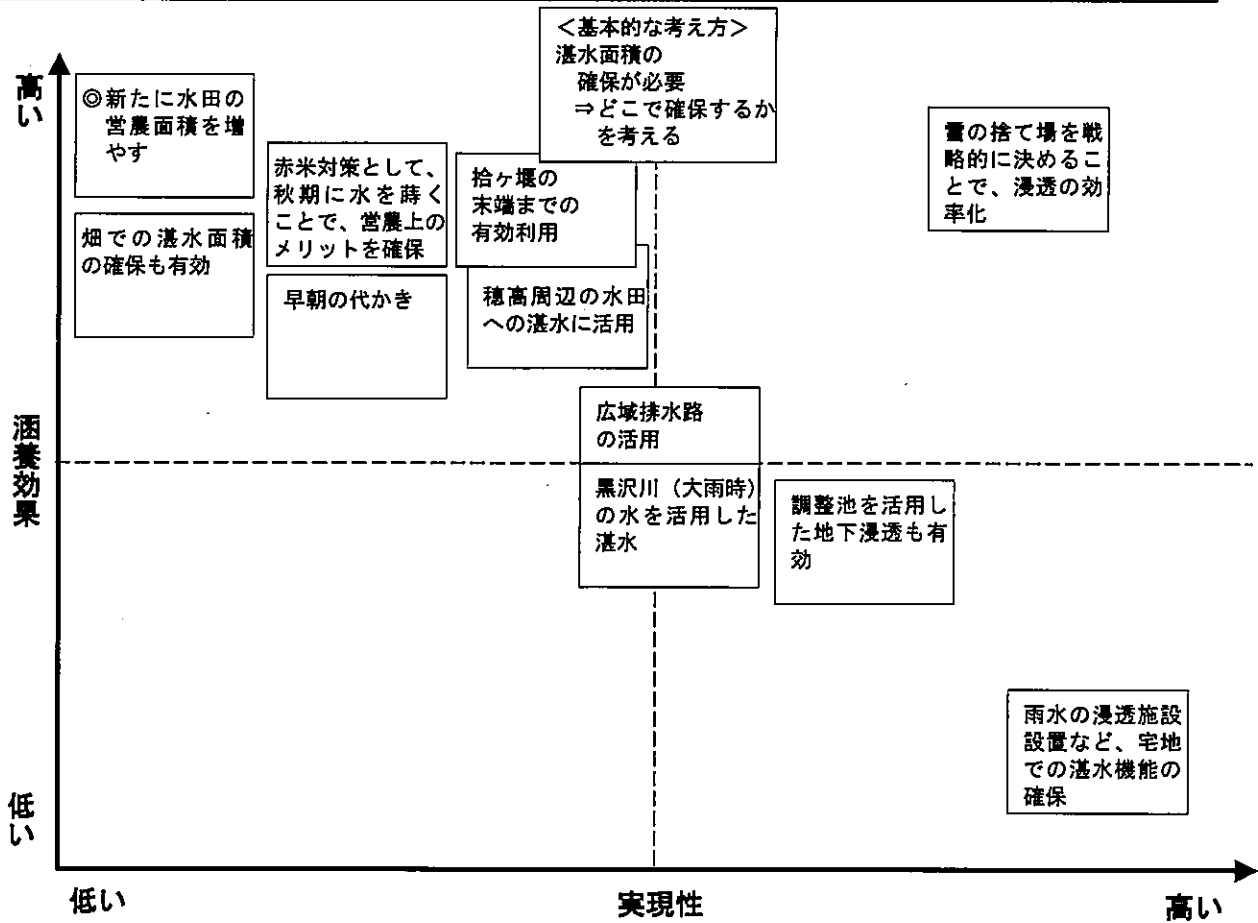 ＜基本的な考え方＞
湛水面積の
確保が必要
⇒どこで確保するか
を考える
高い
◎新たに水田の
営農面積を増
やす
赤米対策として、
秋期に水を蒔く
ことで、営農上の
メリットを確保
拾ヶ堰の
末端までの
有効利用
雪の捨て場を戦
略的に決めるこ
とで、浸透の効
率化
畑での湛水面積
の確保も有効
早朝の代かき
穂高周辺の水田
への湛水に活用
広域排水路
の活用
涵養効果
黒沢川（大雨時）
の水を活用した
湛水
調整池を活用し
た地下浸透も有
効
雨水の浸透施設
設置など、宅地
での湛水機能の
確保
低い
低い
実現性
高い